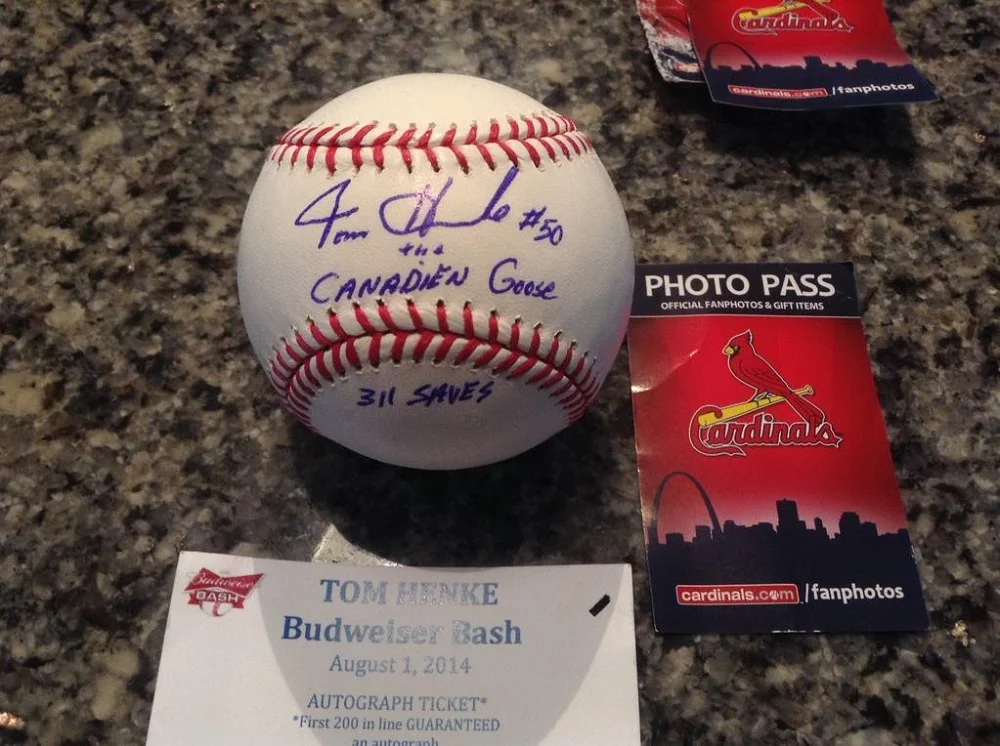 Cardinals
cardinals.com/fanphotos
Tom Henke #50
the
CANADIEN Goose
311 SAVES
PHOTO PASS
OFFICIAL FANPHOTOS & GIFT ITEMS
Cardinals
cardinals.com/fanphotos
Budweiser
BASH
TOM HENKE
Budweiser Bash
August 1, 2014
AUTOGRAPH TICKET*
*First 200 in line GUARANTEED
an autograph